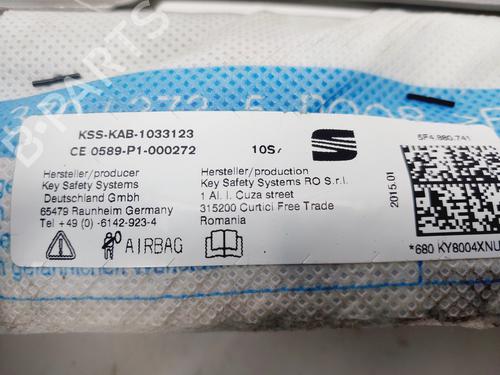 KSS-KAB-1033123
CE 0589-P1-000272
10S7
5F4.880.741
Hersteller/producer
Key Safety Systems
Deutschland Gmbh
65479 Raunheim Germany
Tel +49 (0) -6142-923-4
Hersteller/production
Key Safety Systems RO S.r.l.
1 Al. I. Cuza street
315200 Curtici Free Trade
Romania
2015.01
AIRBAG
*680 KY8004XNU
B-PARTS